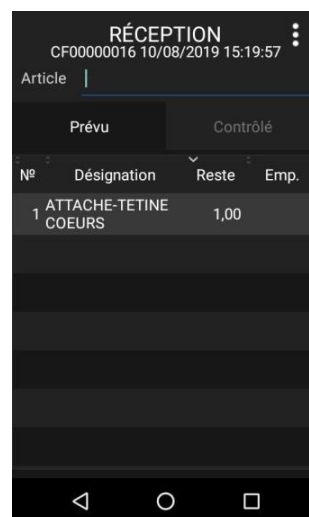 RÉCEPTION
CF00000016 10/08/2019 15:19:57
Article
Prévu Contrôlé
Nº Désignation Reste Emp.
1 ATTACHE-TETINE COEURS 1,00